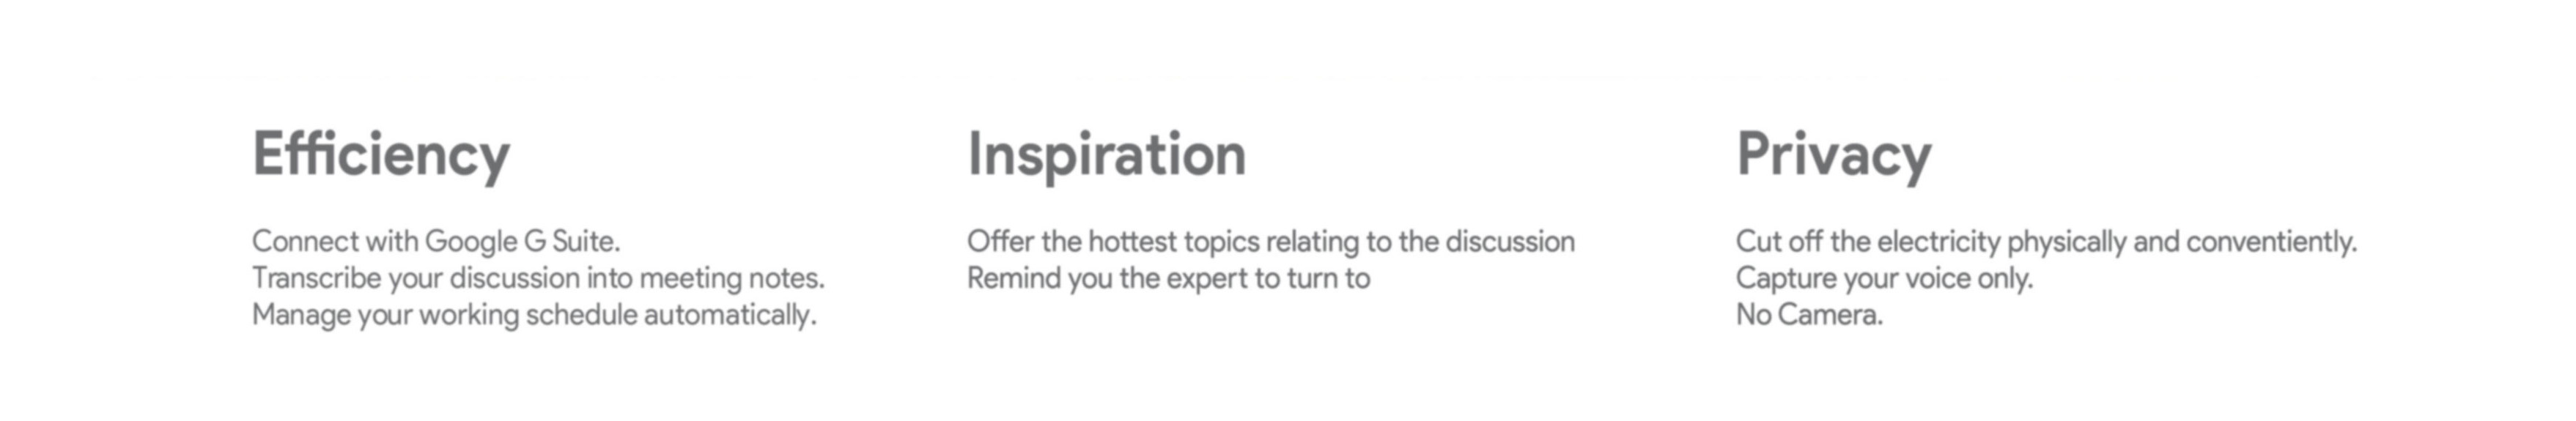 Efficiency
Connect with Google G Suite.
Transcribe your discussion into meeting notes.
Manage your working schedule automatically.
Inspiration
Offer the hottest topics relating to the discussion
Remind you the expert to turn to
Privacy
Cut off the electricity physically and conventiently.
Capture your voice only.
No Camera.